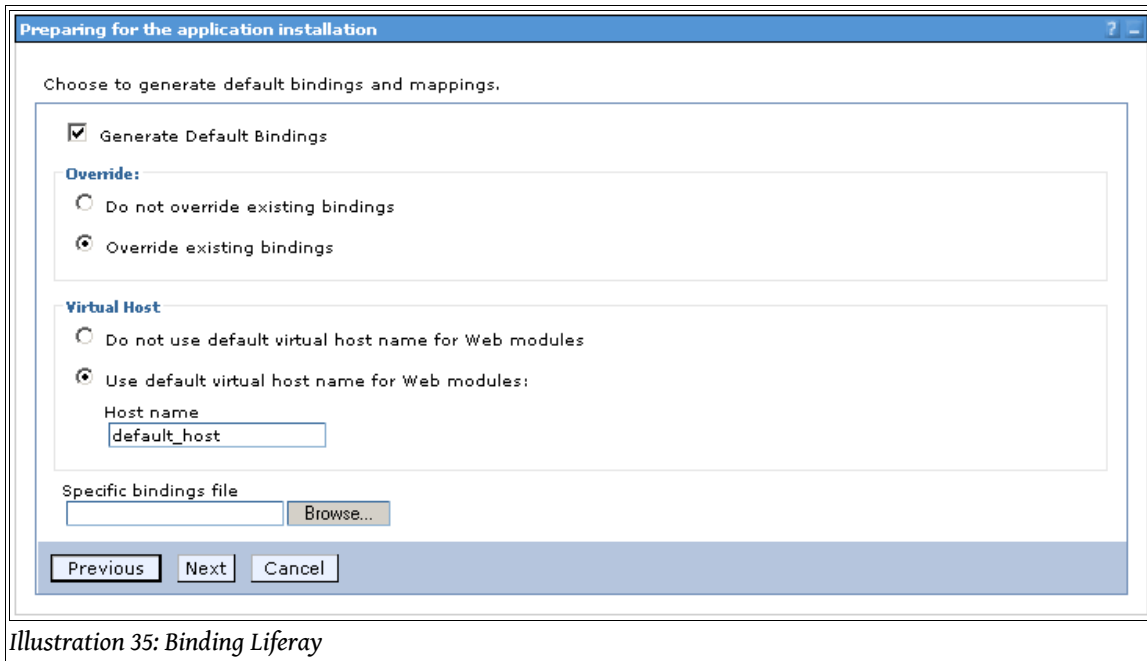 Preparing for the application installation ? –
Choose to generate default bindings and mappings.
Generate Default Bindings
Override:
Do not override existing bindings
Override existing bindings
Virtual Host
Do not use default virtual host name for Web modules
Use default virtual host name for Web modules:
Host name
default_host
Specific bindings file
Browse...
Previous Next Cancel
Illustration 35: Binding Liferay